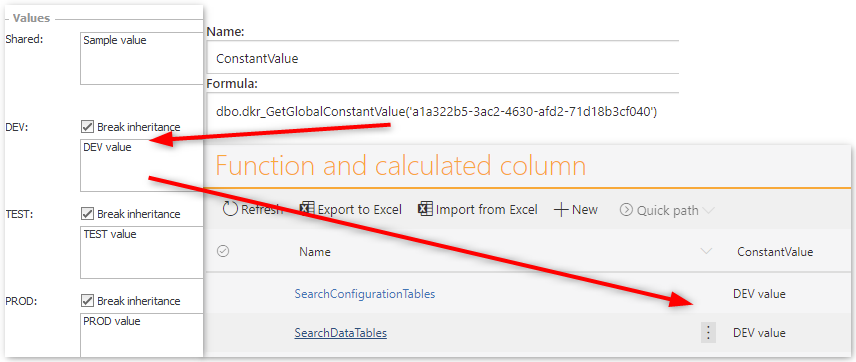 Values
Shared:
Sample value
DEV:
Break inheritance
DEV value
TEST:
Break inheritance
TEST value
PROD:
Break inheritance
PROD value
Name:
ConstantValue
Formula:
dbo.dkr_GetGlobalConstantValue('a1a322b5-3ac2-4630-afd2-71d18b3cf040')
Function and calculated column
Refresh Export to Excel Import from Excel New Quick path
Name ConstantValue
SearchConfigurationTables DEV value
SearchDataTables DEV value